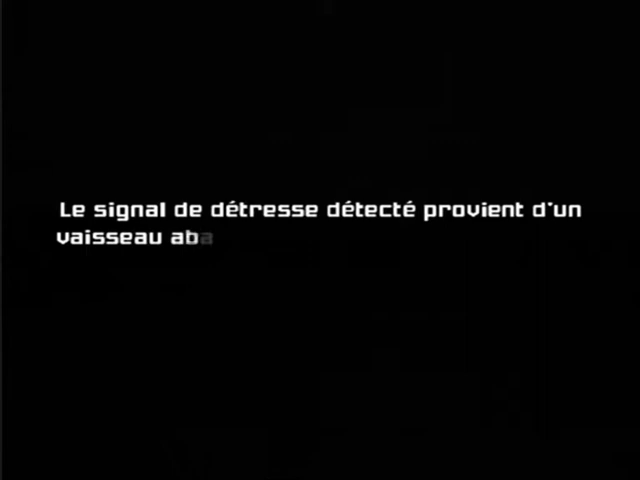 Le signal de détresse détecté provient d'un
vaisseau aba